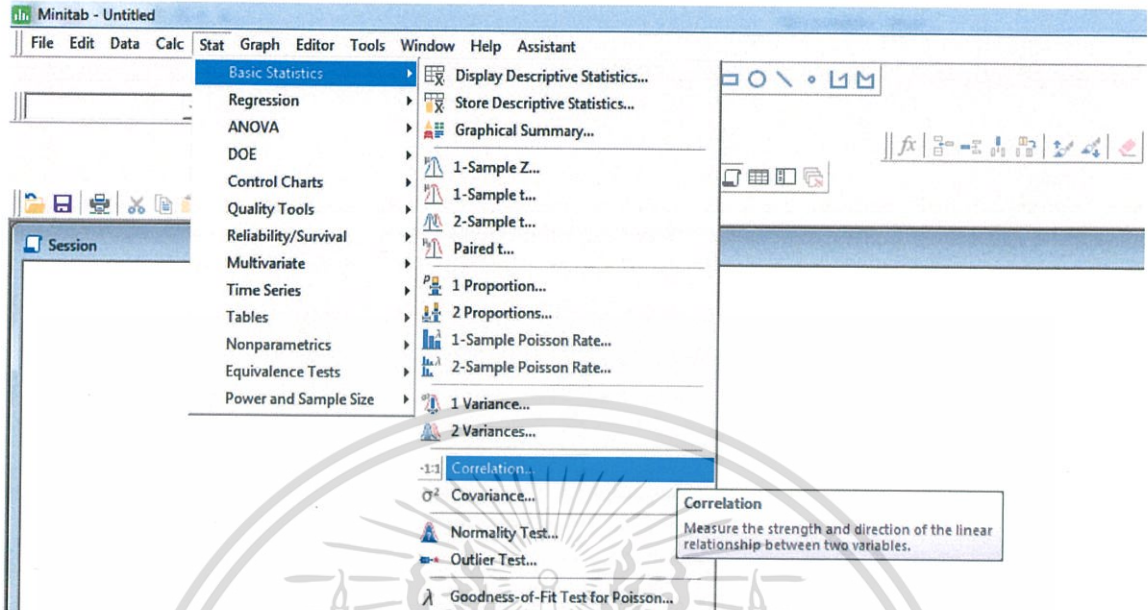 Minitab - Untitled
File Edit Data Calc Stat Graph Editor Tools Window Help Assistant
Basic Statistics
Regression
ANOVA
DOE
Control Charts
Quality Tools
Reliability/Survival
Multivariate
Time Series
Tables
Nonparametrics
Equivalence Tests
Power and Sample Size
Display Descriptive Statistics...
Store Descriptive Statistics...
Graphical Summary...
1-Sample Z...
1-Sample t...
2-Sample t...
Paired t...
1 Proportion...
2 Proportions...
1-Sample Poisson Rate...
2-Sample Poisson Rate...
1 Variance...
2 Variances...
-1:1 Correlation...
σ² Covariance...
Normality Test...
Outlier Test...
λ Goodness-of-Fit Test for Poisson...
Correlation
Measure the strength and direction of the linear
relationship between two variables.
fx
Session